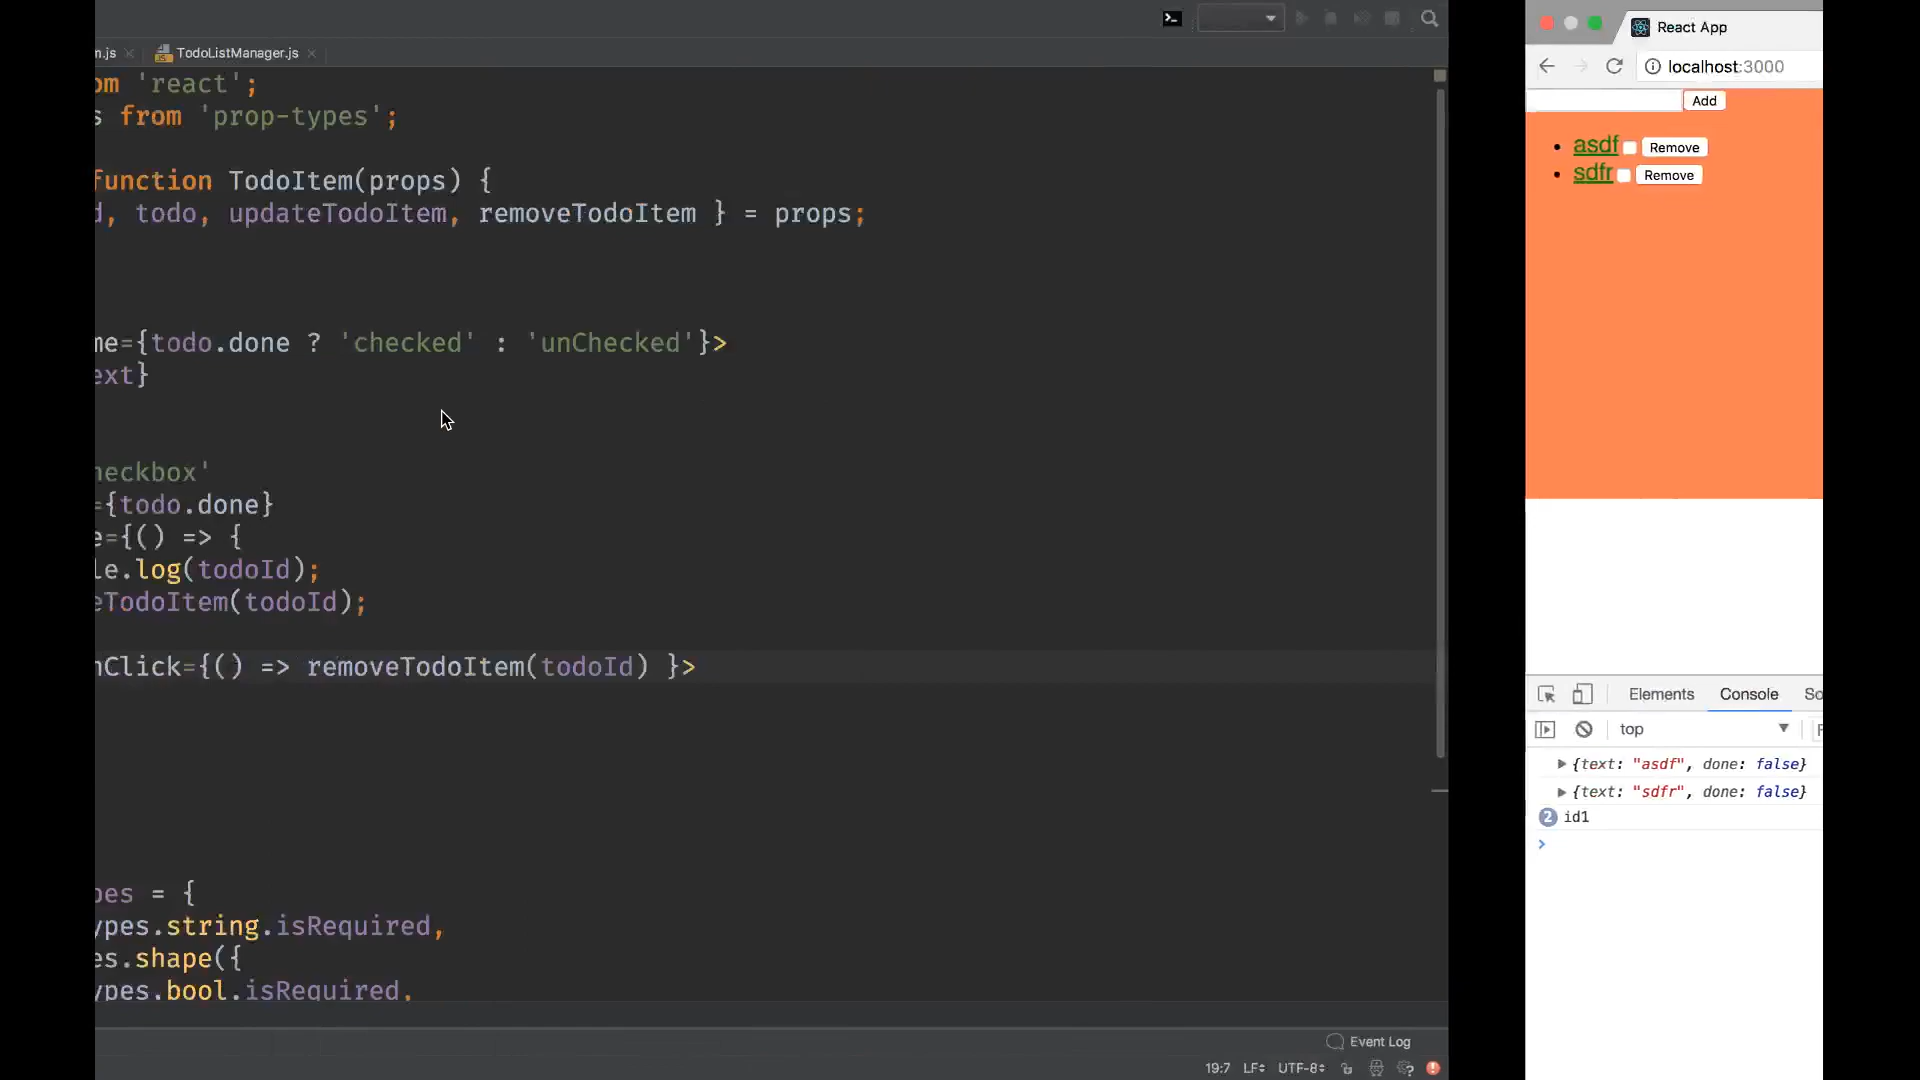 m.js TodoListManager.js
om 'react';
s from 'prop-types';
function TodoItem(props) {
d, todo, updateTodoItem, removeTodoItem } = props;
me={todo.done ? 'checked' : 'unChecked'}>
ext}
heckbox'
={todo.done}
e={() => {
le.log(todoId);
eTodoItem(todoId);
nClick={() => removeTodoItem(todoId) }>
pes = {
ypes.string.isRequired,
es.shape({
ypes.bool.isRequired,
Event Log
19:7 LF UTF-8
React App
localhost:3000
Add
asdf Remove
sdfr Remove
Elements Console So
top F
{text: "asdf", done: false}
{text: "sdfr", done: false}
2 id1